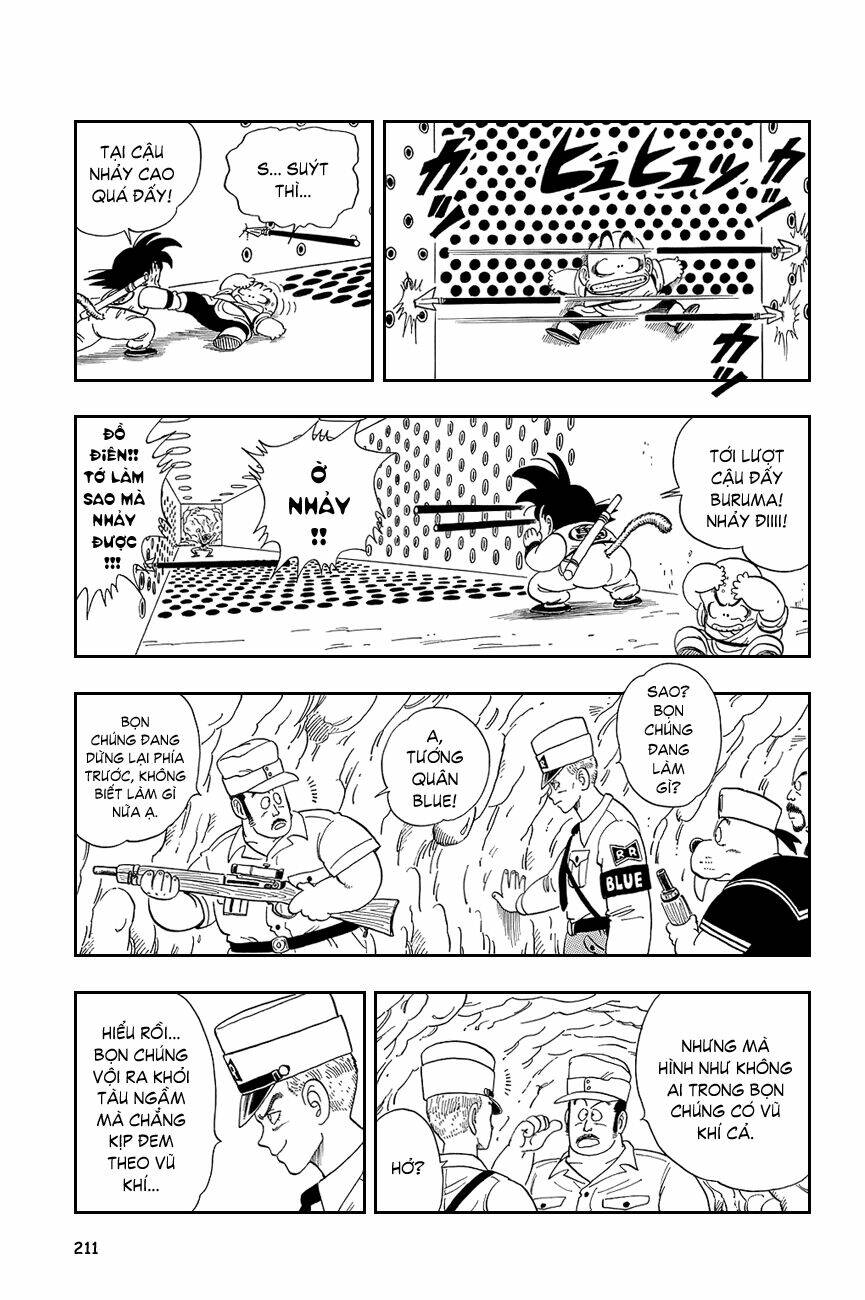 ヒュヒュッ
ガッ
ガッ
S... SUÝT
THÌ...
TẠI CẬU
NHẢY CAO
QUÁ ĐẤY!
TỚI LƯỢT
CẬU ĐẤY
BURUMA!
NHẢY ĐIIII!
Ờ
NHẢY
!!
ĐỒ
ĐIÊN!!
TỚ LÀM
SAO MÀ
NHẢY
ĐƯỢC
!!!
SAO?
BỌN
CHÚNG
ĐANG
LÀM
GÌ?
A,
TƯỚNG
QUÂN
BLUE!
BỌN
CHÚNG ĐANG
DỪNG LẠI PHÍA
TRƯỚC, KHÔNG
BIẾT LÀM GÌ
NỮA Ạ.
RR
BLUE
NHƯNG MÀ
HÌNH NHƯ KHÔNG
AI TRONG BỌN
CHÚNG CÓ VŨ
KHÍ CẢ.
HỞ?
HIỂU RỒI...
BỌN CHÚNG
VỘI RA KHỎI
TÀU NGẦM
MÀ CHẲNG
KỊP ĐEM
THEO VŨ
KHÍ...
211